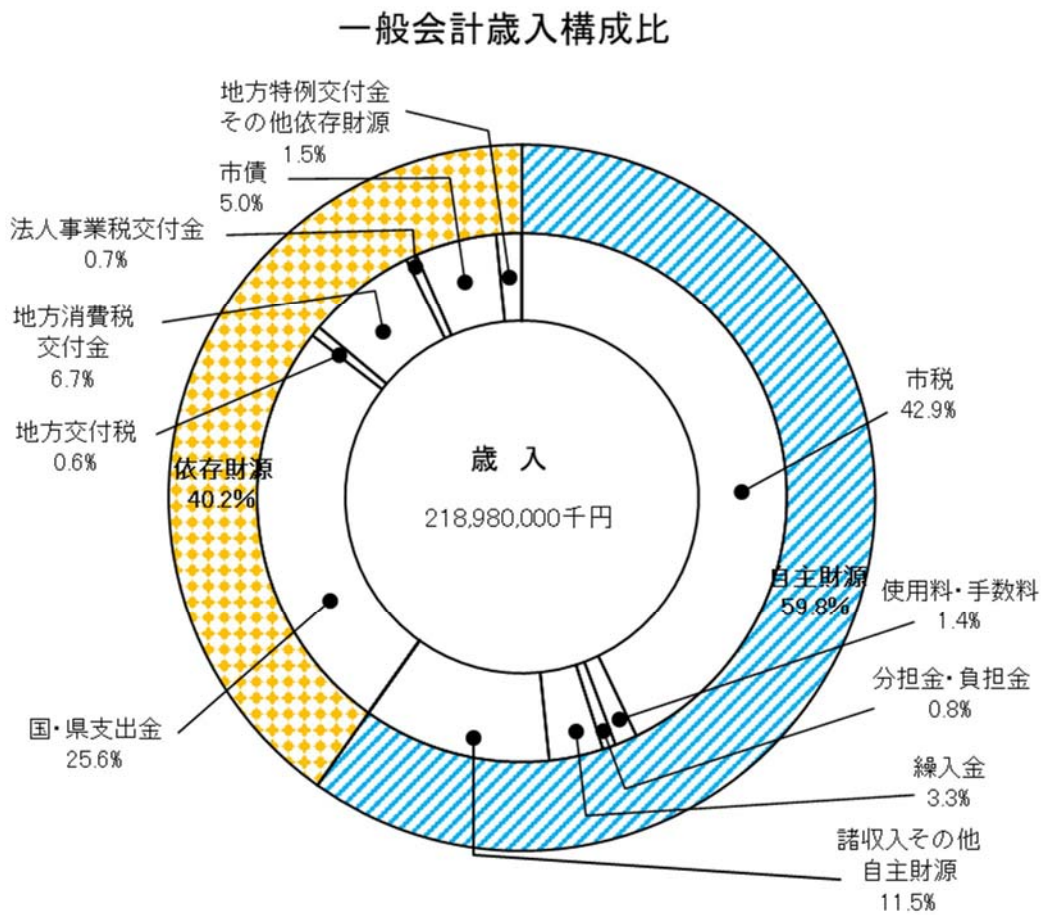 一般会計歳入構成比
地方特例交付金
その他依存財源
1.5%
市債
5.0%
法人事業税交付金
0.7%
地方消費税
交付金
6.7%
地方交付税
0.6%
依存財源
40.2%
国・県支出金
25.6%
歳 入
218,980,000千円
市税
42.9%
自主財源
59.8%
使用料・手数料
1.4%
分担金・負担金
0.8%
繰入金
3.3%
諸収入その他
自主財源
11.5%